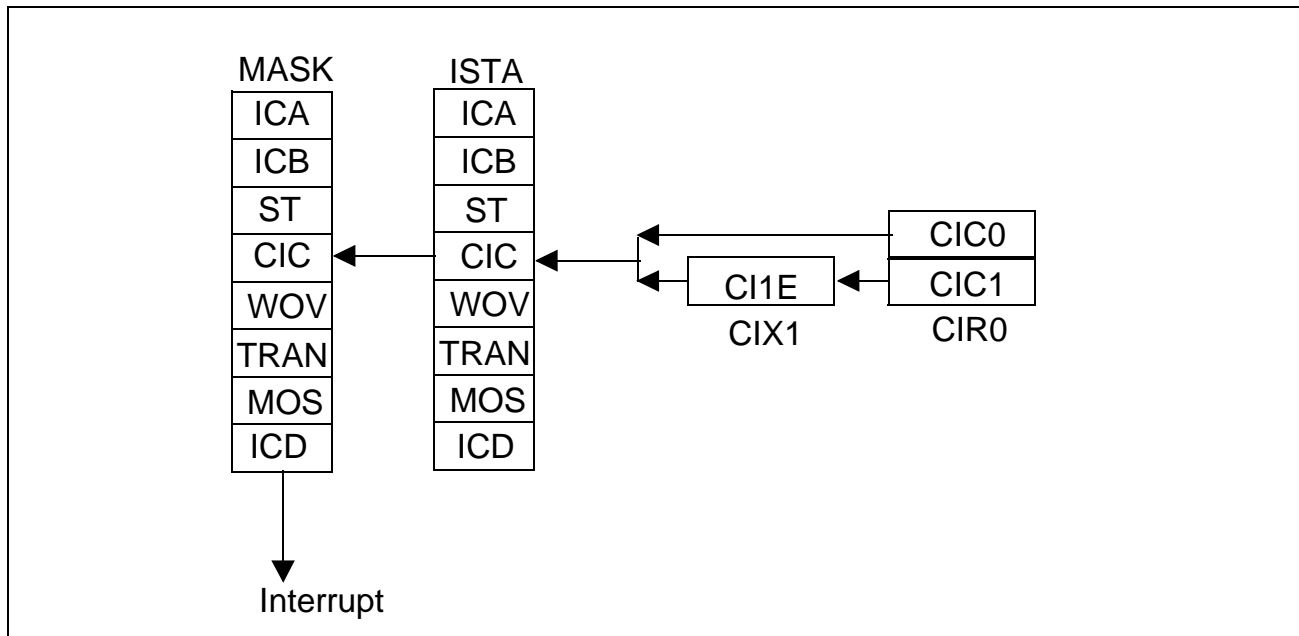 MASK
ICA
ICB
ST
CIC
WOV
TRAN
MOS
ICD
Interrupt
ISTA
ICA
ICB
ST
CIC
WOV
TRAN
MOS
ICD
CI1E
CIX1
CIC0
CIC1
CIR0